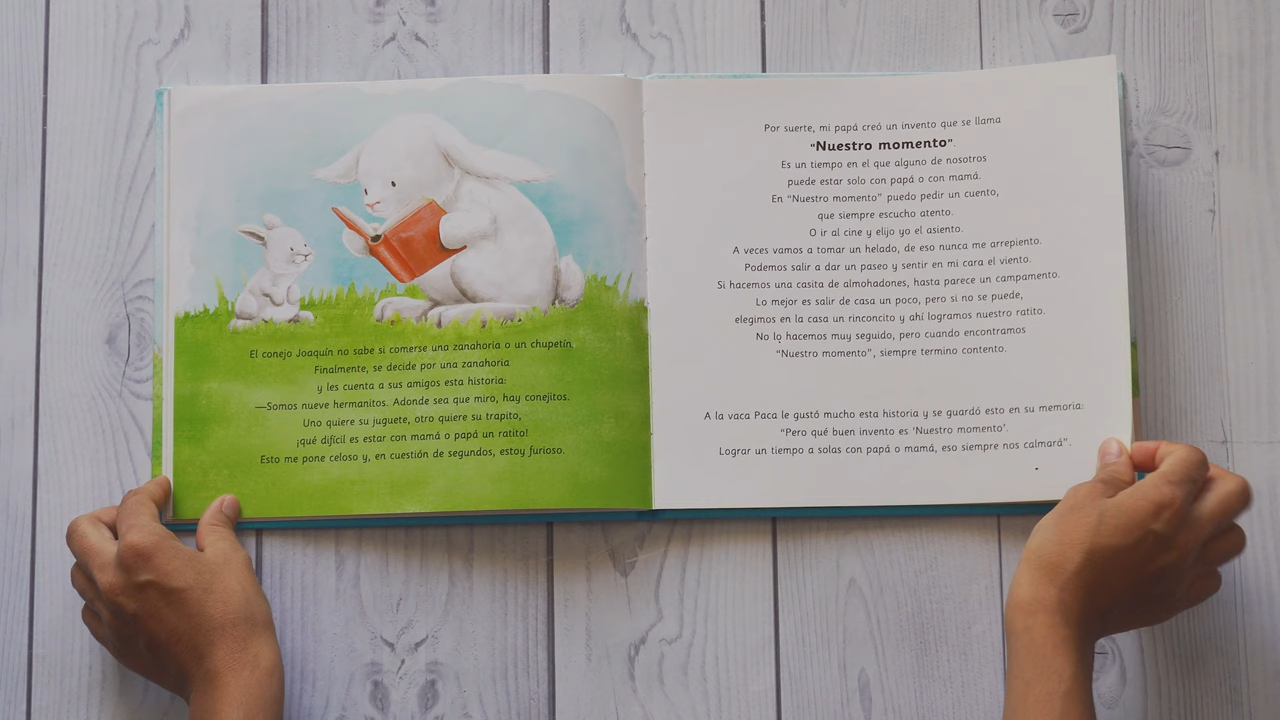 El conejo Joaquín no sabe si comerse una zanahoria o un chupetín.
Finalmente, se decide por una zanahoria
y les cuenta a sus amigos esta historia:
—Somos nueve hermanitos. Adonde sea que miro, hay conejitos.
Uno quiere su juguete, otro quiere su trapito,
¡qué difícil es estar con mamá o papá un ratito!
Esto me pone celoso y, en cuestión de segundos, estoy furioso.
Por suerte, mi papá creó un invento que se llama
“Nuestro momento”.
Es un tiempo en el que alguno de nosotros
puede estar solo con papá o con mamá.
En “Nuestro momento” puedo pedir un cuento,
que siempre escucho atento.
O ir al cine y elijo yo el asiento.
A veces vamos a tomar un helado, de eso nunca me arrepiento.
Podemos salir a dar un paseo y sentir en mi cara el viento.
Si hacemos una casita de almohadones, hasta parece un campamento.
Lo mejor es salir de casa un poco, pero si no se puede,
elegimos en la casa un rinconcito y ahí logramos nuestro ratito.
No lo hacemos muy seguido, pero cuando encontramos
“Nuestro momento”, siempre termino contento.
A la vaca Paca le gustó mucho esta historia y se guardó esto en su memoria:
“Pero qué buen invento es ‘Nuestro momento’.
Lograr un tiempo a solas con papá o mamá, eso siempre nos calmará”.